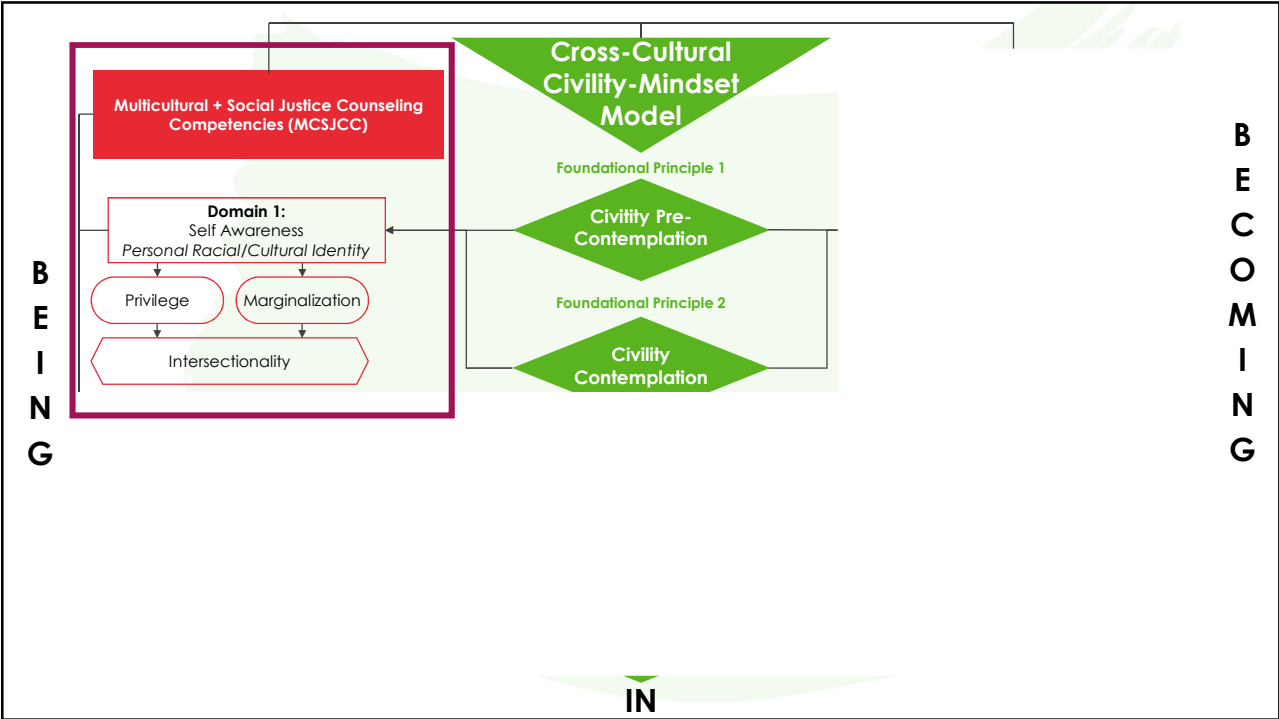 Cross-Cultural
Civility-Mindset
Model
Multicultural + Social Justice Counseling
Competencies (MCSJCC)
Foundational Principle 1
Civitity Pre-
Contemplation
Domain 1:
Self Awareness
Personal Racial/Cultural Identity
Privilege
Marginalization
Intersectionality
Foundational Principle 2
Civility
Contemplation
B
E
I
N
G
B
E
C
O
M
I
N
G
IN